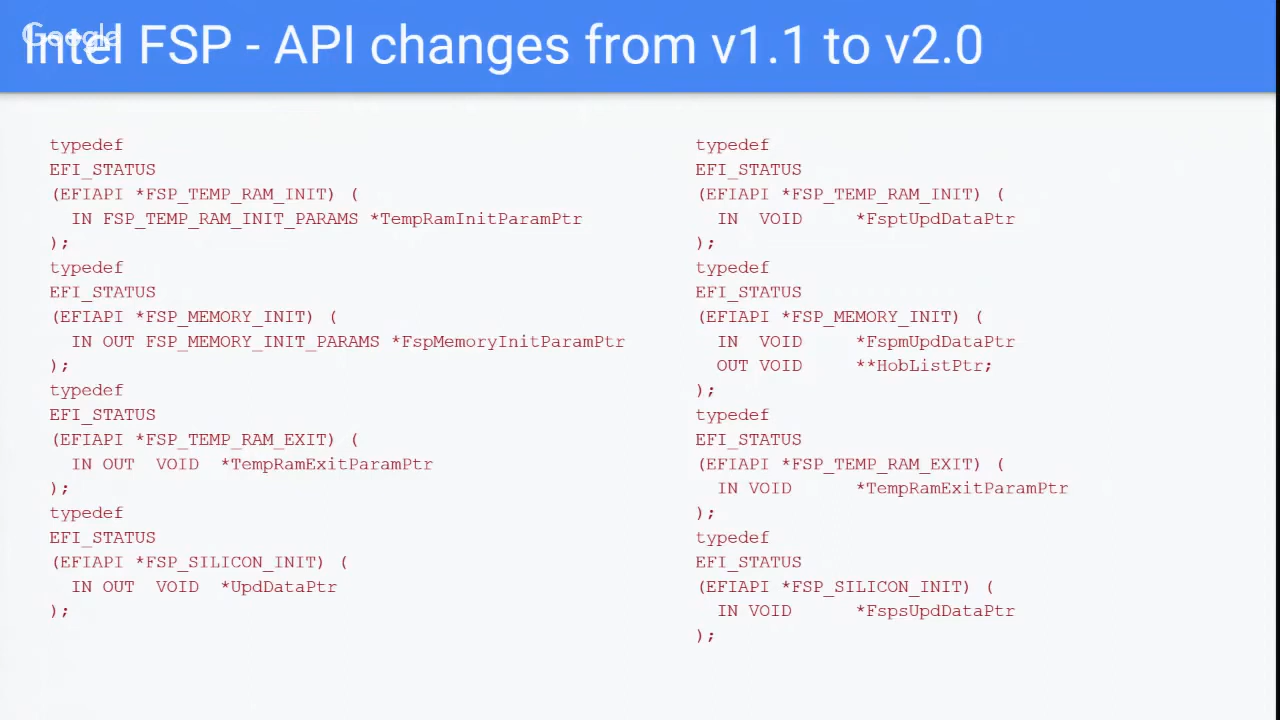 Google
Intel FSP - API changes from v1.1 to v2.0
typedef
EFI_STATUS
(EFIAPI *FSP_TEMP_RAM_INIT) (
IN FSP_TEMP_RAM_INIT_PARAMS *TempRamInitParamPtr
);
typedef
EFI_STATUS
(EFIAPI *FSP_MEMORY_INIT) (
IN OUT FSP_MEMORY_INIT_PARAMS *FspMemoryInitParamPtr
);
typedef
EFI_STATUS
(EFIAPI *FSP_TEMP_RAM_EXIT) (
IN OUT  VOID  *TempRamExitParamPtr
);
typedef
EFI_STATUS
(EFIAPI *FSP_SILICON_INIT) (
IN OUT  VOID  *UpdDataPtr
);
typedef
EFI_STATUS
(EFIAPI *FSP_TEMP_RAM_INIT) (
IN  VOID     *FsptUpdDataPtr
);
typedef
EFI_STATUS
(EFIAPI *FSP_MEMORY_INIT) (
IN  VOID     *FspmUpdDataPtr
OUT VOID     **HobListPtr;
);
typedef
EFI_STATUS
(EFIAPI *FSP_TEMP_RAM_EXIT) (
IN VOID      *TempRamExitParamPtr
);
typedef
EFI_STATUS
(EFIAPI *FSP_SILICON_INIT) (
IN VOID      *FspsUpdDataPtr
);